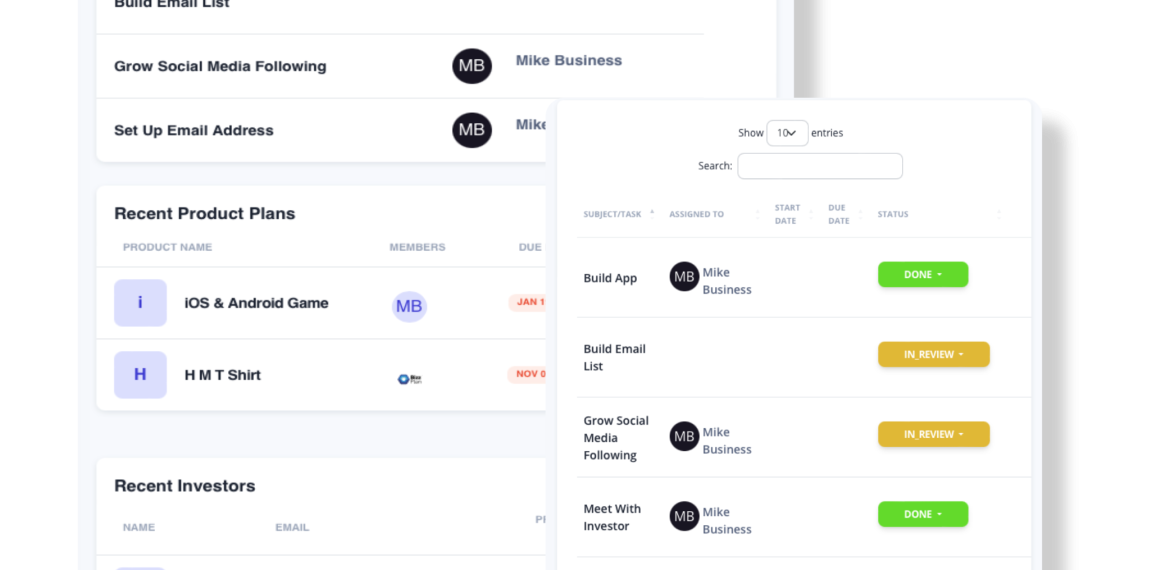 Build Email List
Grow Social Media Following MB Mike Business
Set Up Email Address MB Mike
Recent Product Plans
PRODUCT NAME MEMBERS DUE
i iOS & Android Game MB JAN 1
H H M T Shirt NOV 0
Recent Investors
NAME EMAIL
Show 10 entries
Search:
SUBJECT/TASK ASSIGNED TO START DATE DUE DATE STATUS
Build App MB Mike Business DONE
Build Email
List IN_REVIEW
Grow Social
Media
Following MB Mike Business IN_REVIEW
Meet With
Investor MB Mike Business DONE